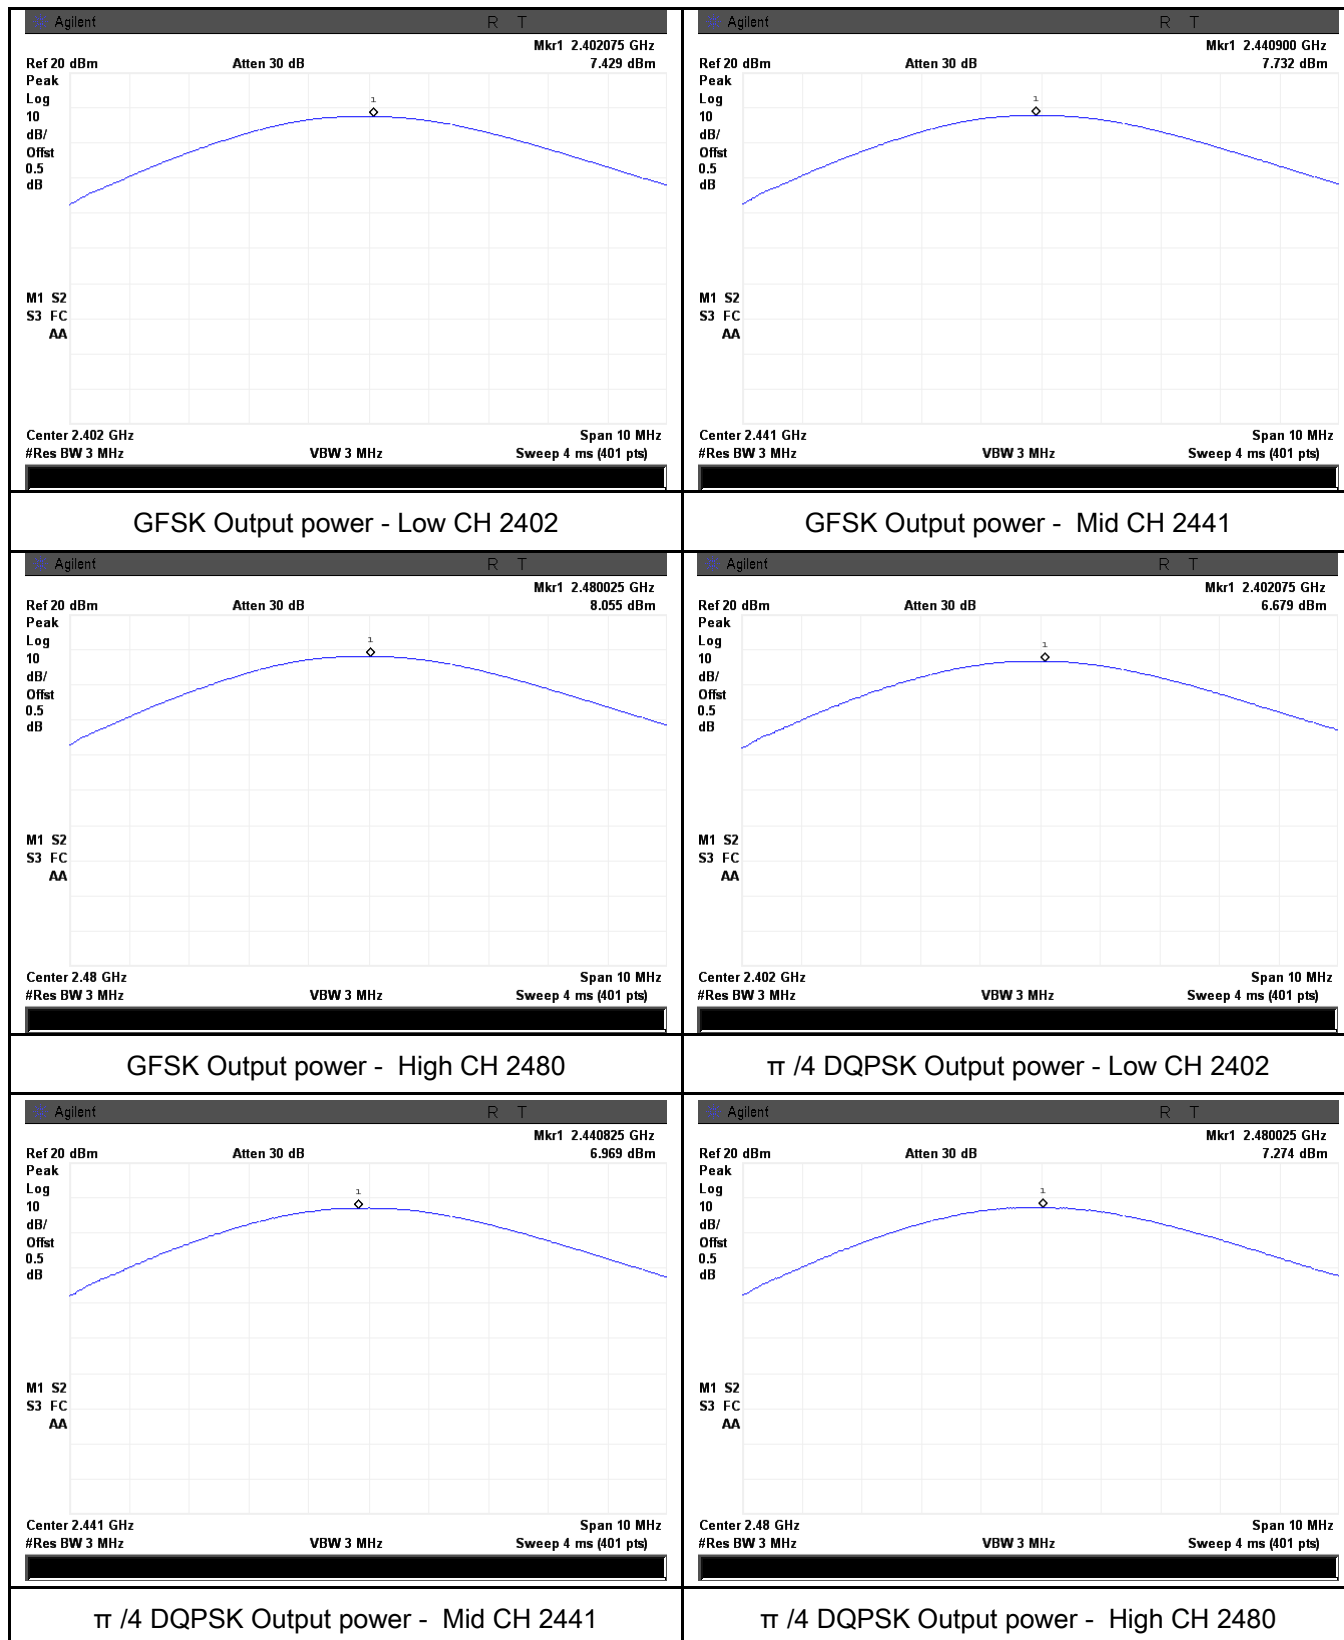 Agilent R T
Mkr1 2.402075 GHz
Ref 20 dBm Atten 30 dB 7.429 dBm
Peak
Log
10
dB/
Offst
0.5
dB
1
M1 S2
S3 FC
AA
Center 2.402 GHz Span 10 MHz
#Res BW 3 MHz VBW 3 MHz Sweep 4 ms (401 pts)
GFSK Output power - Low CH 2402
Agilent R T
Mkr1 2.440900 GHz
Ref 20 dBm Atten 30 dB 7.732 dBm
Peak
Log
10
dB/
Offst
0.5
dB
1
M1 S2
S3 FC
AA
Center 2.441 GHz Span 10 MHz
#Res BW 3 MHz VBW 3 MHz Sweep 4 ms (401 pts)
GFSK Output power - Mid CH 2441
Agilent R T
Mkr1 2.480025 GHz
Ref 20 dBm Atten 30 dB 8.055 dBm
Peak
Log
10
dB/
Offst
0.5
dB
1
M1 S2
S3 FC
AA
Center 2.48 GHz Span 10 MHz
#Res BW 3 MHz VBW 3 MHz Sweep 4 ms (401 pts)
GFSK Output power - High CH 2480
Agilent R T
Mkr1 2.402075 GHz
Ref 20 dBm Atten 30 dB 6.679 dBm
Peak
Log
10
dB/
Offst
0.5
dB
1
M1 S2
S3 FC
AA
Center 2.402 GHz Span 10 MHz
#Res BW 3 MHz VBW 3 MHz Sweep 4 ms (401 pts)
π /4 DQPSK Output power - Low CH 2402
Agilent R T
Mkr1 2.440825 GHz
Ref 20 dBm Atten 30 dB 6.969 dBm
Peak
Log
10
dB/
Offst
0.5
dB
1
M1 S2
S3 FC
AA
Center 2.441 GHz Span 10 MHz
#Res BW 3 MHz VBW 3 MHz Sweep 4 ms (401 pts)
π /4 DQPSK Output power - Mid CH 2441
Agilent R T
Mkr1 2.480025 GHz
Ref 20 dBm Atten 30 dB 7.274 dBm
Peak
Log
10
dB/
Offst
0.5
dB
1
M1 S2
S3 FC
AA
Center 2.48 GHz Span 10 MHz
#Res BW 3 MHz VBW 3 MHz Sweep 4 ms (401 pts)
π /4 DQPSK Output power - High CH 2480